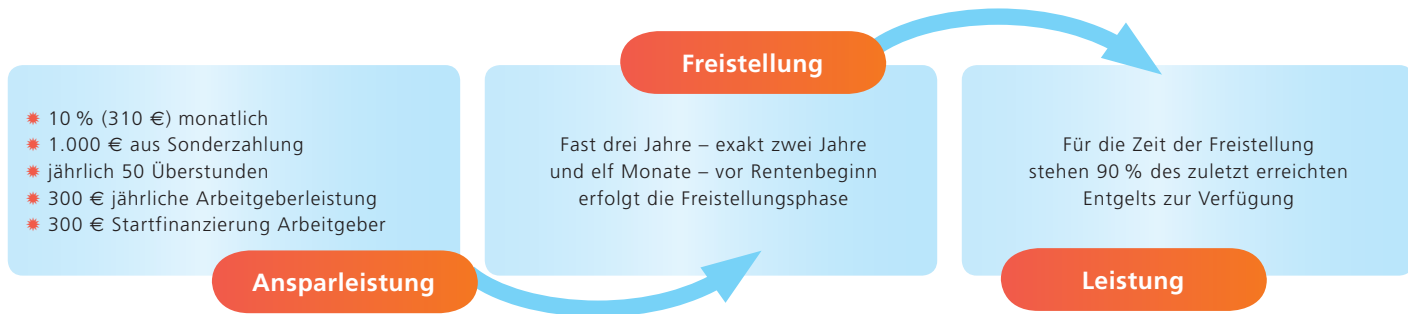 ✹ 10 % (310 €) monatlich
✹ 1.000 € aus Sonderzahlung
✹ jährlich 50 Überstunden
✹ 300 € jährliche Arbeitgeberleistung
✹ 300 € Startfinanzierung Arbeitgeber
Ansparleistung
Freistellung
Fast drei Jahre – exakt zwei Jahre
und elf Monate – vor Rentenbeginn
erfolgt die Freistellungsphase
Für die Zeit der Freistellung
stehen 90 % des zuletzt erreichten
Entgelts zur Verfügung
Leistung